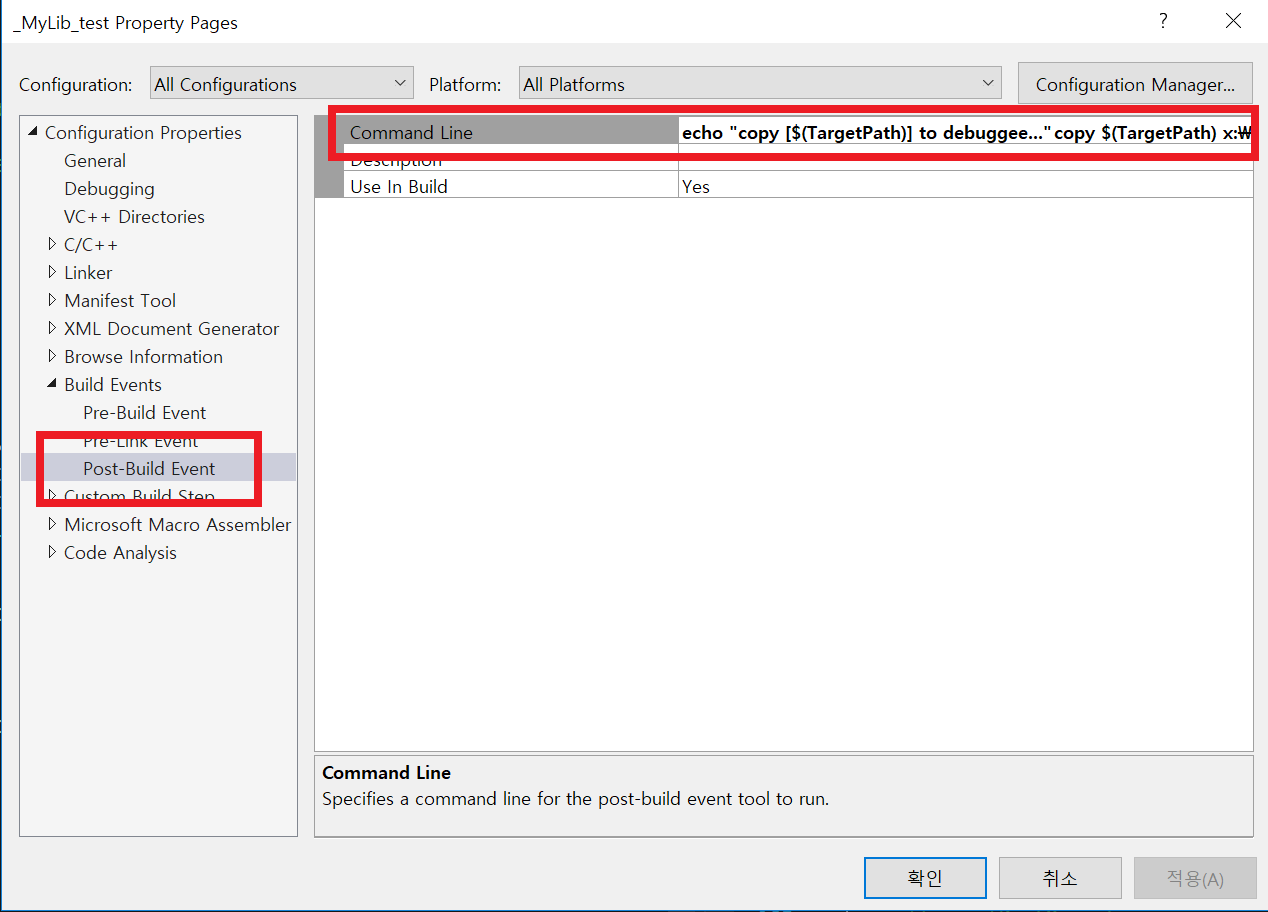 _MyLib_test Property Pages
?
Configuration: All Configurations Platform: All Platforms Configuration Manager...
Configuration Properties
General
Debugging
VC++ Directories
C/C++
Linker
Manifest Tool
XML Document Generator
Browse Information
Build Events
Pre-Build Event
Pre-Link Event
Post-Build Event
Custom Build Step
Microsoft Macro Assembler
Code Analysis
Command Line echo "copy [$(TargetPath)] to debuggee..."copy $(TargetPath) x:₩
Description
Use In Build Yes
Command Line
Specifies a command line for the post-build event tool to run.
확인 취소 적용(A)